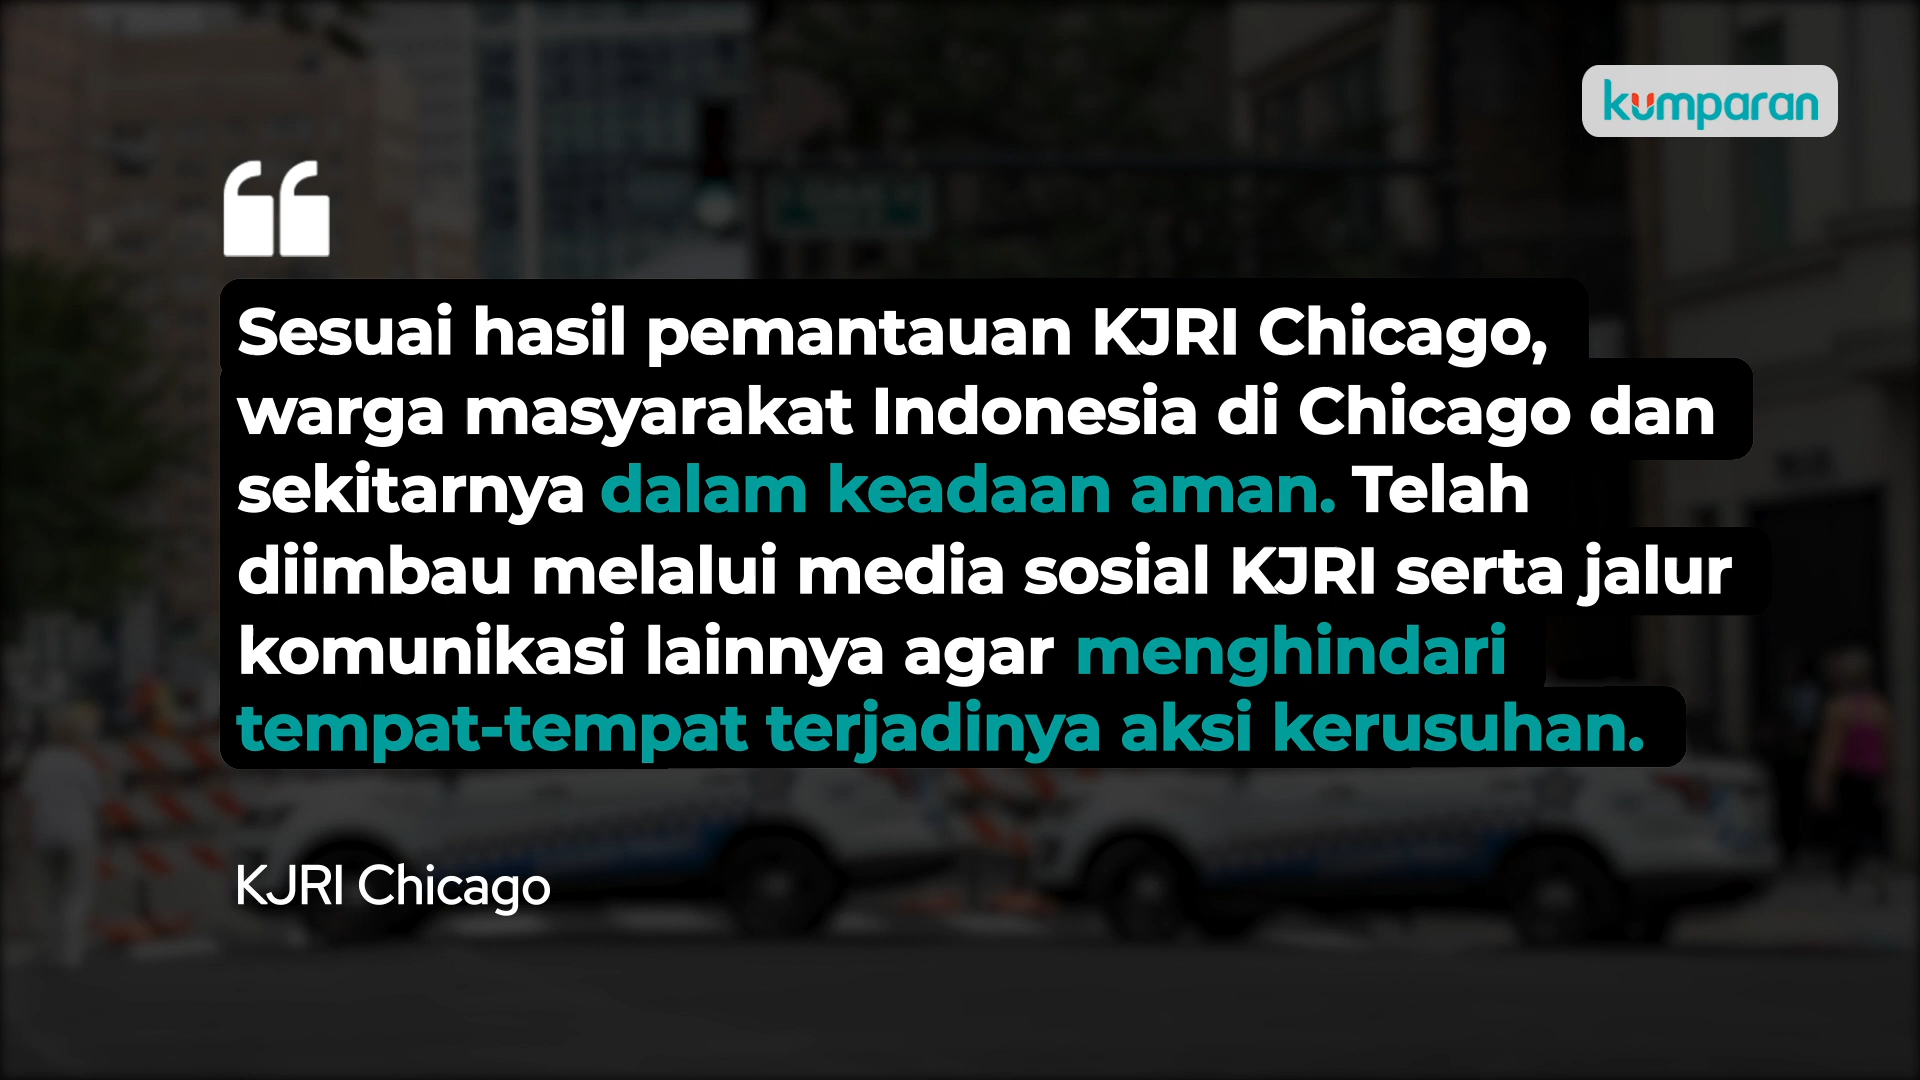 kumparan
Sesuai hasil pemantauan KJRI Chicago,
warga masyarakat Indonesia di Chicago dan
sekitarnya dalam keadaan aman. Telah
diimbau melalui media sosial KJRI serta jalur
komunikasi lainnya agar menghindari
tempat-tempat terjadinya aksi kerusuhan.
KJRI Chicago